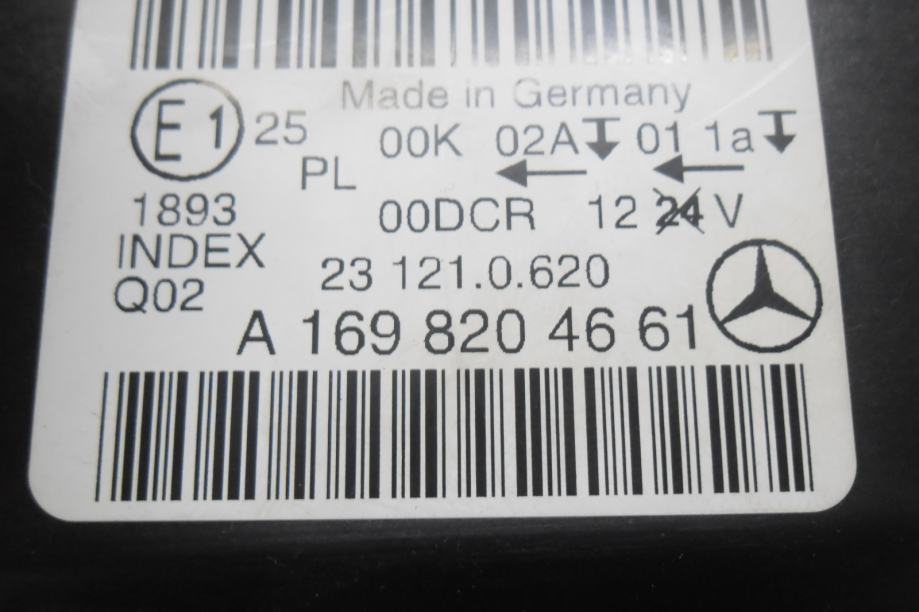 Made in Germany
E1 25 00K 02A 01 1a
PL
1893 00DCR 12 24 V
INDEX
Q02 23 121.0.620
A 169 820 46 61